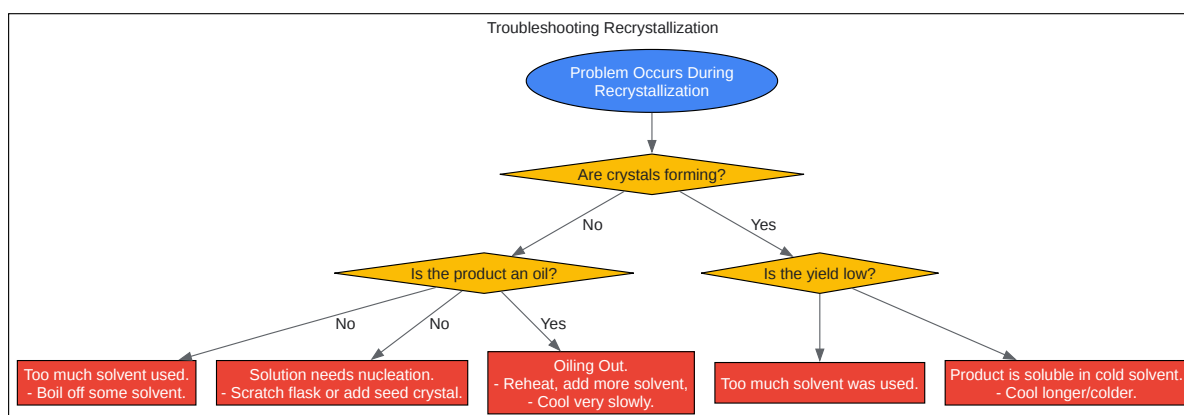 Troubleshooting Recrystallization
Problem Occurs During
Recrystallization
Are crystals forming?
No
Yes
Is the product an oil?
Is the yield low?
No
No
Yes
Too much solvent used.
- Boil off some solvent.
Solution needs nucleation.
- Scratch flask or add seed crystal.
Oiling Out.
- Reheat, add more solvent,
- Cool very slowly.
Too much solvent was used.
Product is soluble in cold solvent.
- Cool longer/colder.